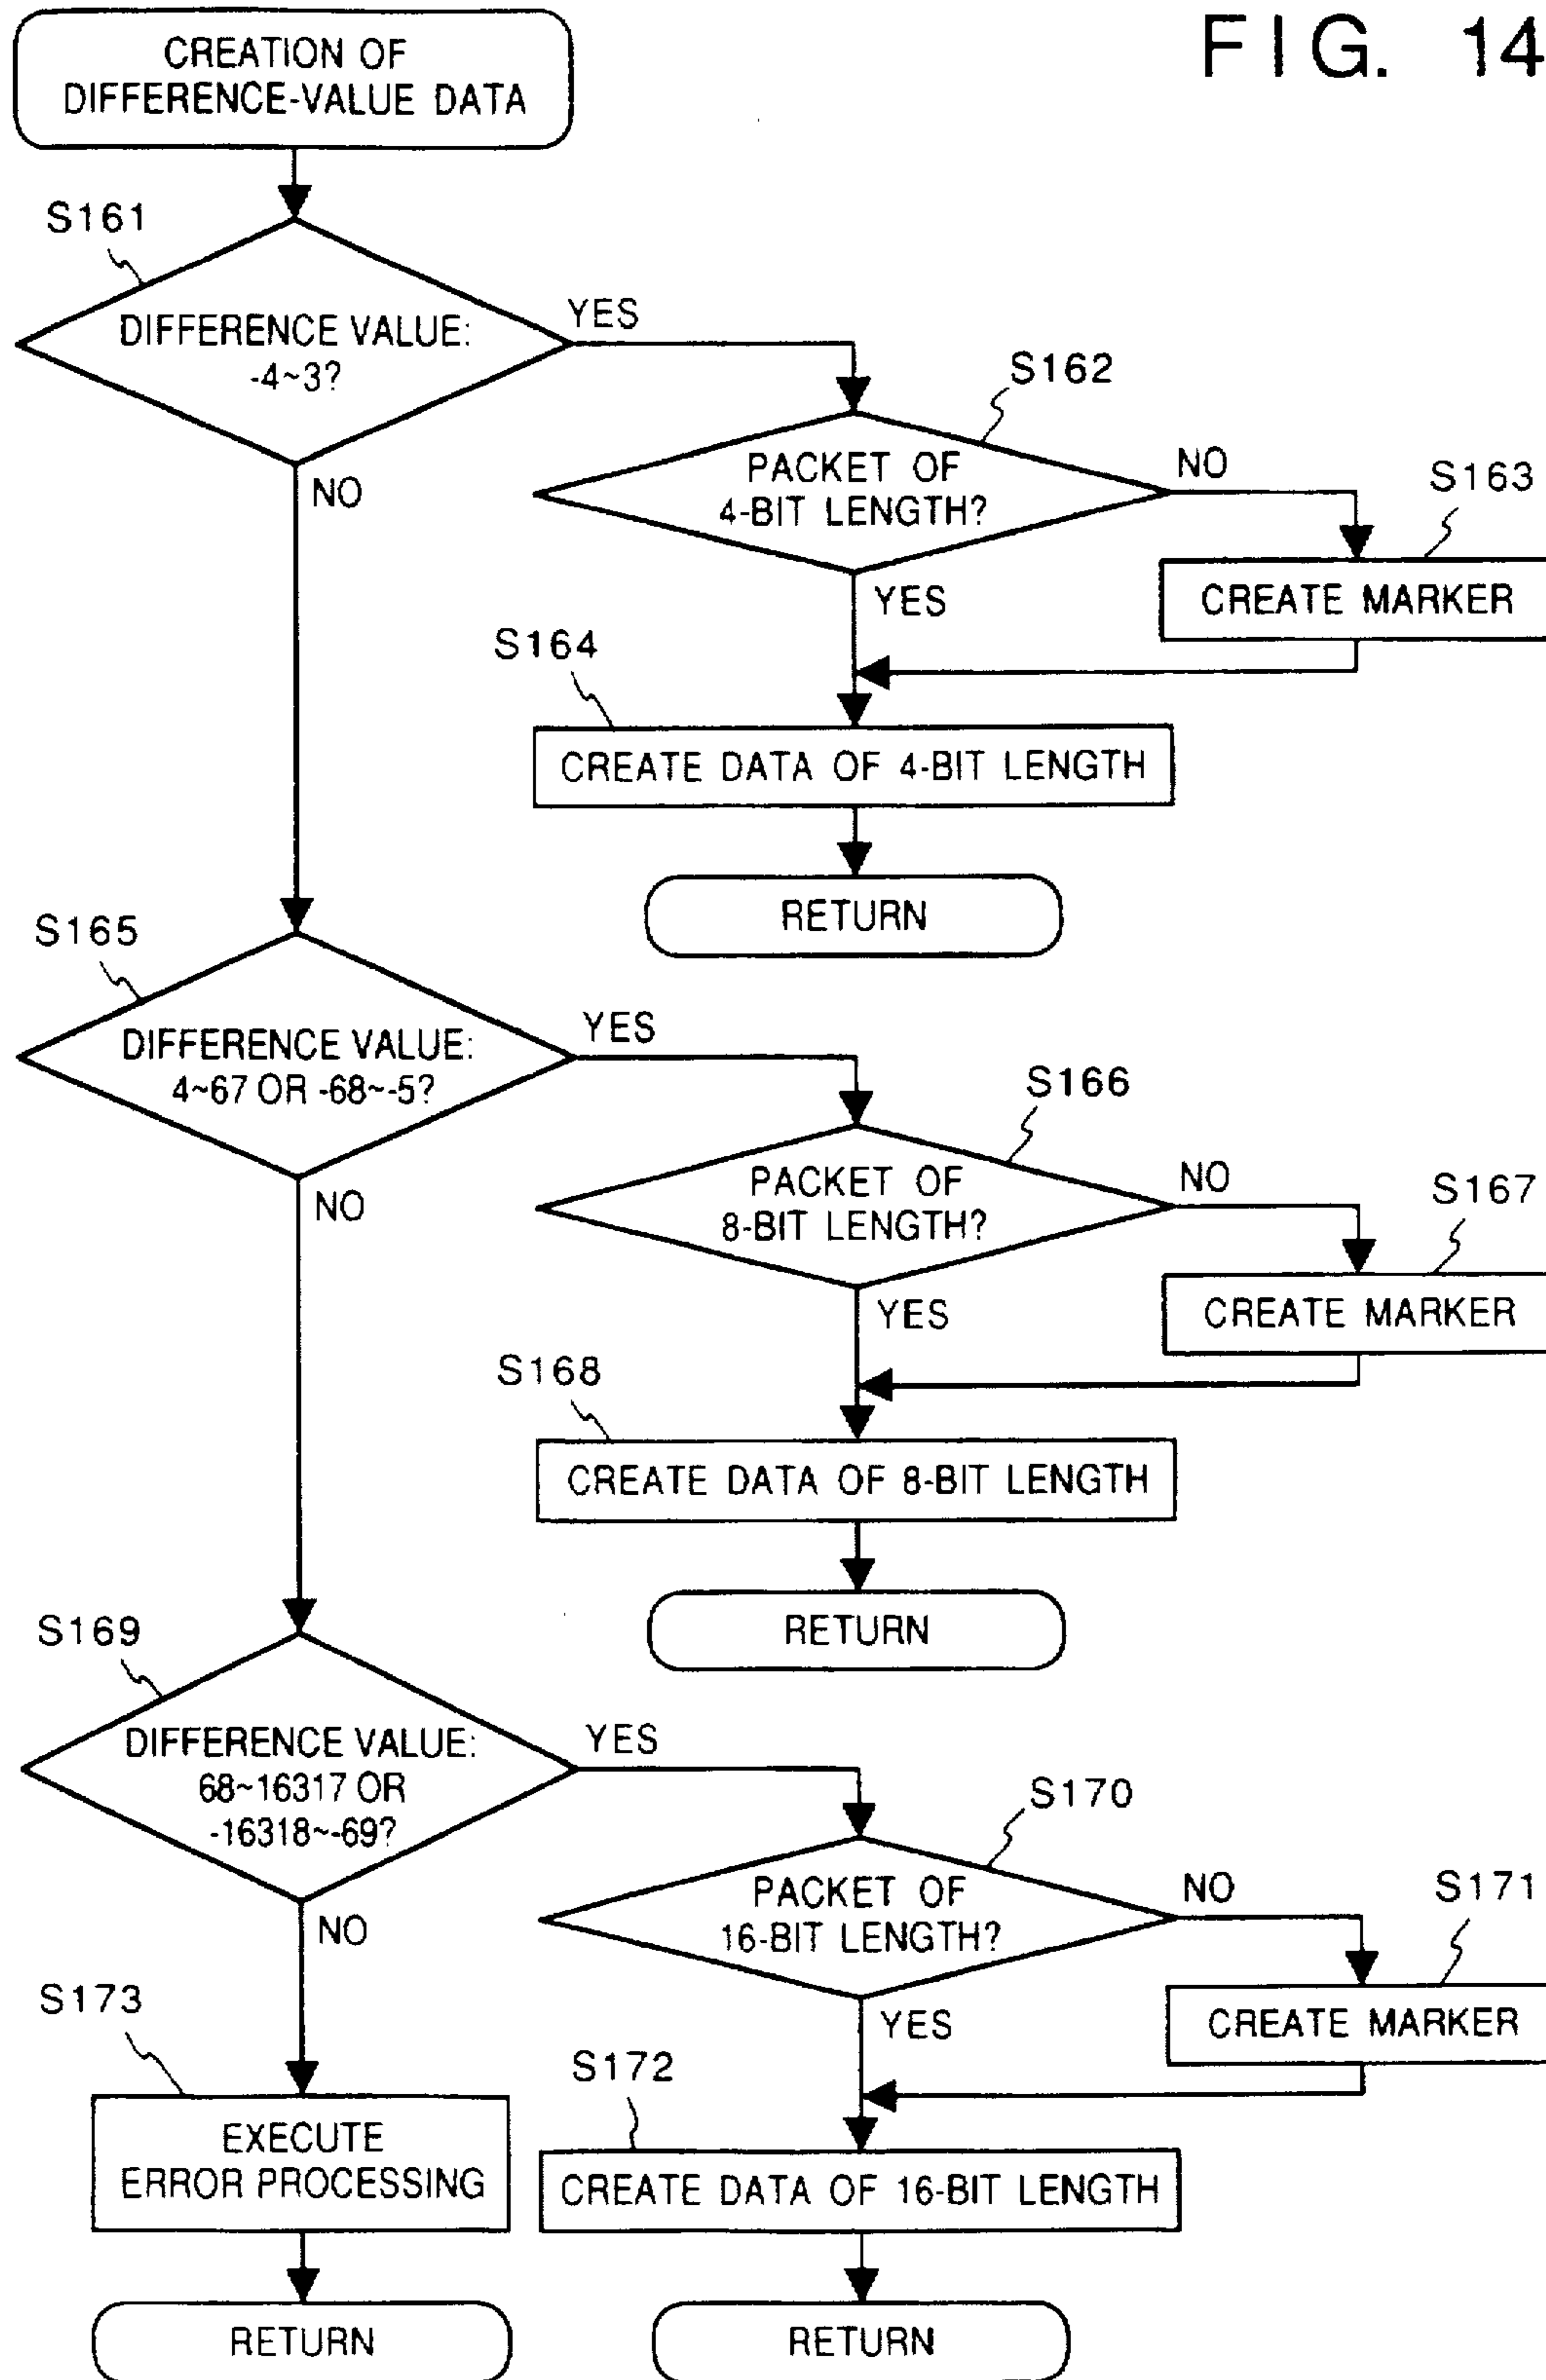 FIG. 14
CREATION OF
DIFFERENCE-VALUE DATA
S161
DIFFERENCE VALUE:
-4~3?
YES
NO
S162
PACKET OF
4-BIT LENGTH?
NO
YES
S163
CREATE MARKER
S164
CREATE DATA OF 4-BIT LENGTH
RETURN
S165
DIFFERENCE VALUE:
4~67 OR -68~-5?
YES
NO
S166
PACKET OF
8-BIT LENGTH?
NO
YES
S167
CREATE MARKER
S168
CREATE DATA OF 8-BIT LENGTH
RETURN
S169
DIFFERENCE VALUE:
68~16317 OR
-16318~-69?
YES
NO
S170
PACKET OF
16-BIT LENGTH?
NO
YES
S171
CREATE MARKER
S172
CREATE DATA OF 16-BIT LENGTH
RETURN
S173
EXECUTE
ERROR PROCESSING
RETURN